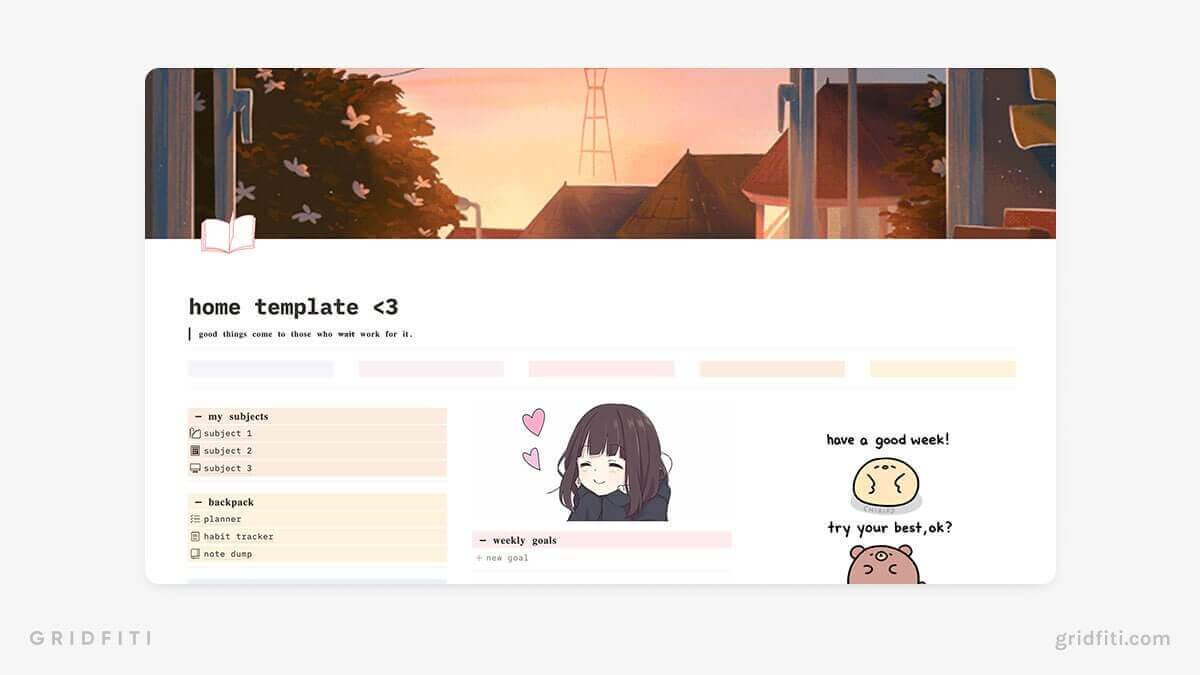 home template <3
good things come to those who wait work for it.
– my subjects
subject 1
subject 2
subject 3
– backpack
planner
habit tracker
note dump
– weekly goals
+ new goal
have a good week!
CHIBIRD
try your best,ok?
GRIDFITI
gridfiti.com